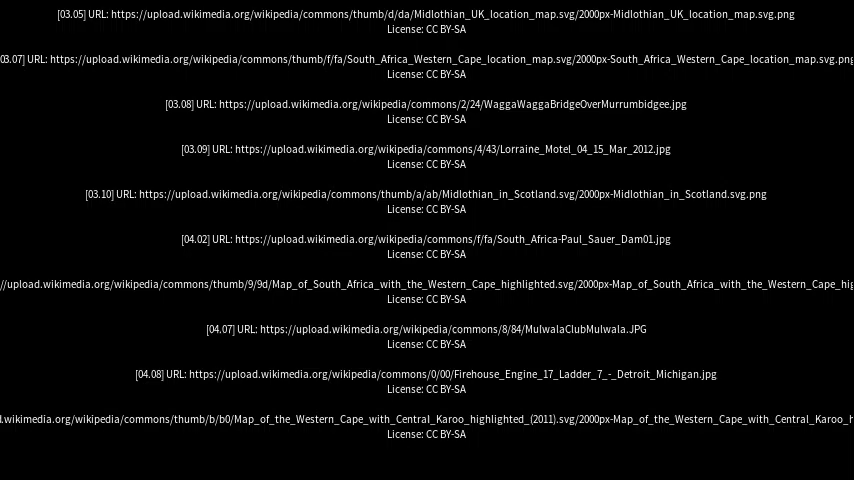 [03.05] URL: https://upload.wikimedia.org/wikipedia/commons/thumb/d/da/Midlothian_UK_location_map.svg/2000px-Midlothian_UK_location_map.svg.png
License: CC BY-SA
03.07] URL: https://upload.wikimedia.org/wikipedia/commons/thumb/f/fa/South_Africa_Western_Cape_location_map.svg/2000px-South_Africa_Western_Cape_location_map.svg.png
License: CC BY-SA
[03.08] URL: https://upload.wikimedia.org/wikipedia/commons/2/24/WaggaWaggaBridgeOverMurrumbidgee.jpg
License: CC BY-SA
[03.09] URL: https://upload.wikimedia.org/wikipedia/commons/4/43/Lorraine_Motel_04_15_Mar_2012.jpg
License: CC BY-SA
[03.10] URL: https://upload.wikimedia.org/wikipedia/commons/thumb/a/ab/Midlothian_in_Scotland.svg/2000px-Midlothian_in_Scotland.svg.png
License: CC BY-SA
[04.02] URL: https://upload.wikimedia.org/wikipedia/commons/f/fa/South_Africa-Paul_Sauer_Dam01.jpg
License: CC BY-SA
//upload.wikimedia.org/wikipedia/commons/thumb/9/9d/Map_of_South_Africa_with_the_Western_Cape_highlighted.svg/2000px-Map_of_South_Africa_with_the_Western_Cape_hig
License: CC BY-SA
[04.07] URL: https://upload.wikimedia.org/wikipedia/commons/8/84/MulwalaClubMulwala.JPG
License: CC BY-SA
[04.08] URL: https://upload.wikimedia.org/wikipedia/commons/0/00/Firehouse_Engine_17_Ladder_7_-_Detroit_Michigan.jpg
License: CC BY-SA
.wikimedia.org/wikipedia/commons/thumb/b/b0/Map_of_the_Western_Cape_with_Central_Karoo_highlighted_(2011).svg/2000px-Map_of_the_Western_Cape_with_Central_Karoo_h
License: CC BY-SA